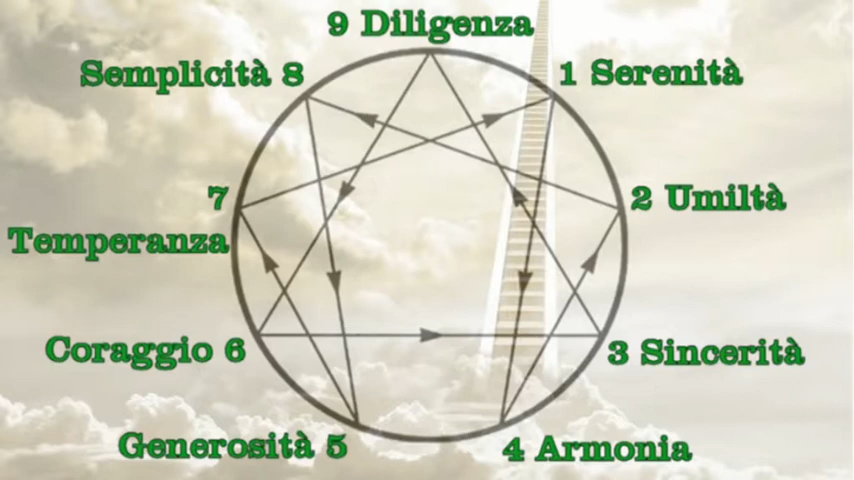 9 Diligenza
Semplicità 8
1 Serenità
7
Temperanza
2 Umiltà
Coraggio 6
3 Sincerità
Generosità 5
4 Armonia